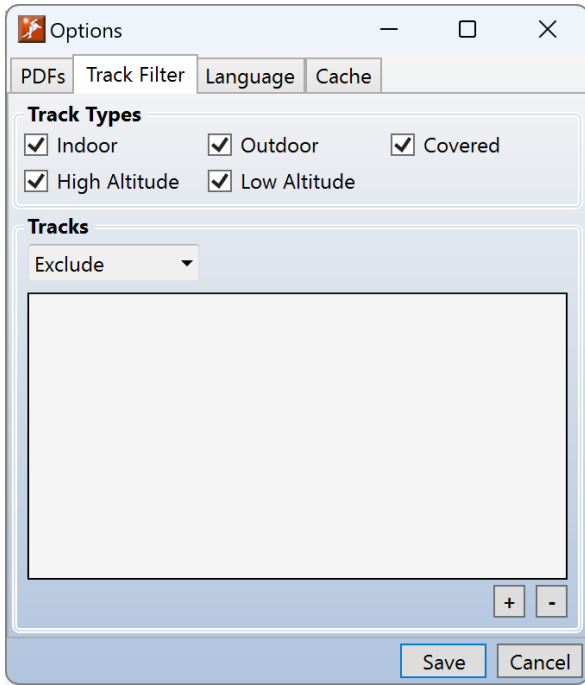 Options
PDFs Track Filter Language Cache
Track Types
Indoor Outdoor Covered
High Altitude Low Altitude
Tracks
Exclude
+ -
Save Cancel